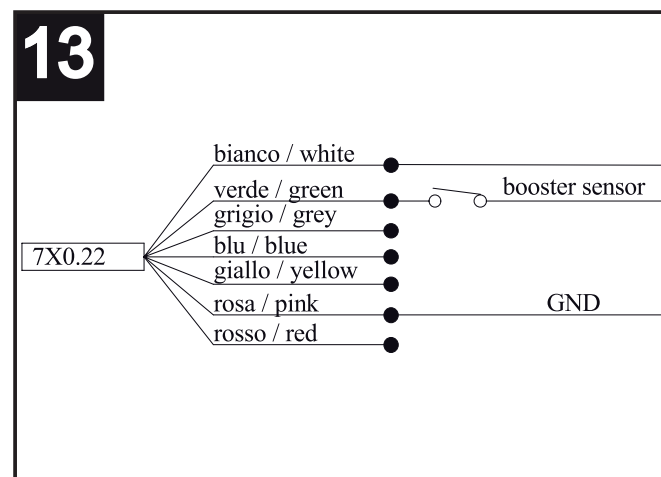 13
bianco / white
verde / green
booster sensor
grigio / grey
blu / blue
7X0.22
giallo / yellow
rosa / pink
GND
rosso / red